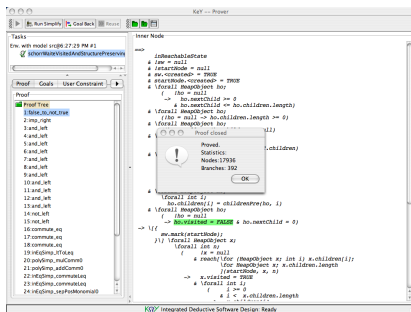 KeY -- Prover
Run Simplify
Goal Back
Reuse
Tasks
Env. with model src@6:27:29 PM #1
schorrWaiteVisitedAndStructurePreservin
Proof
Goals
User Constraint
Proof
Proof Tree
1:false_to_not_true
2:imp_right
3:and_left
4:and_left
5:and_left
6:and_left
7:and_left
8:and_left
9:and_left
10:and_left
11:and_left
12:and_left
13:and_left
14:not_left
15:not_left
16:commute_eq
17:commute_eq
18:commute_eq
19:inEqSimp_ltToLeq
20:polySimp_mulComm0
21:polySimp_addComm0
22:inEqSimp_commuteLeq
23:inEqSimp_commuteLeq
24:inEqSimp_sepPosMonomial0
Inner Node
==>
inReachableState
& !sw = null
& !startNode = null
& sw.<created> = TRUE
& startNode.<created> = TRUE
& \forall HeapObject ho;
( !ho = null
-> ho.nextChild >= 0
& ho.nextChild <= ho.children.length)
& \forall HeapObject ho;
(!ho = null -> ho.children.length >= 0)
& \forall HeapObject ho;
Proof closed
Proved.
Statistics:
Nodes:17936
Branches: 392
OK
\forall int i;
ho.children[i] = childrenPre(ho, i)
& \forall HeapObject ho;
( !ho = null
-> ho.visited = FALSE & ho.nextChild = 0)
-> \[{
sw.mark(startNode);
}\] \forall HeapObject x;
\forall int n;
( !x = null
& reach[\for (HeapObject x; int i) x.children[i];
\for HeapObject x; x.children.length
](startNode, x, n)
-> x.visited = TRUE
& \forall int i;
( i >= 0
& i < x.children.length
KeY Integrated Deductive Software Design: Ready